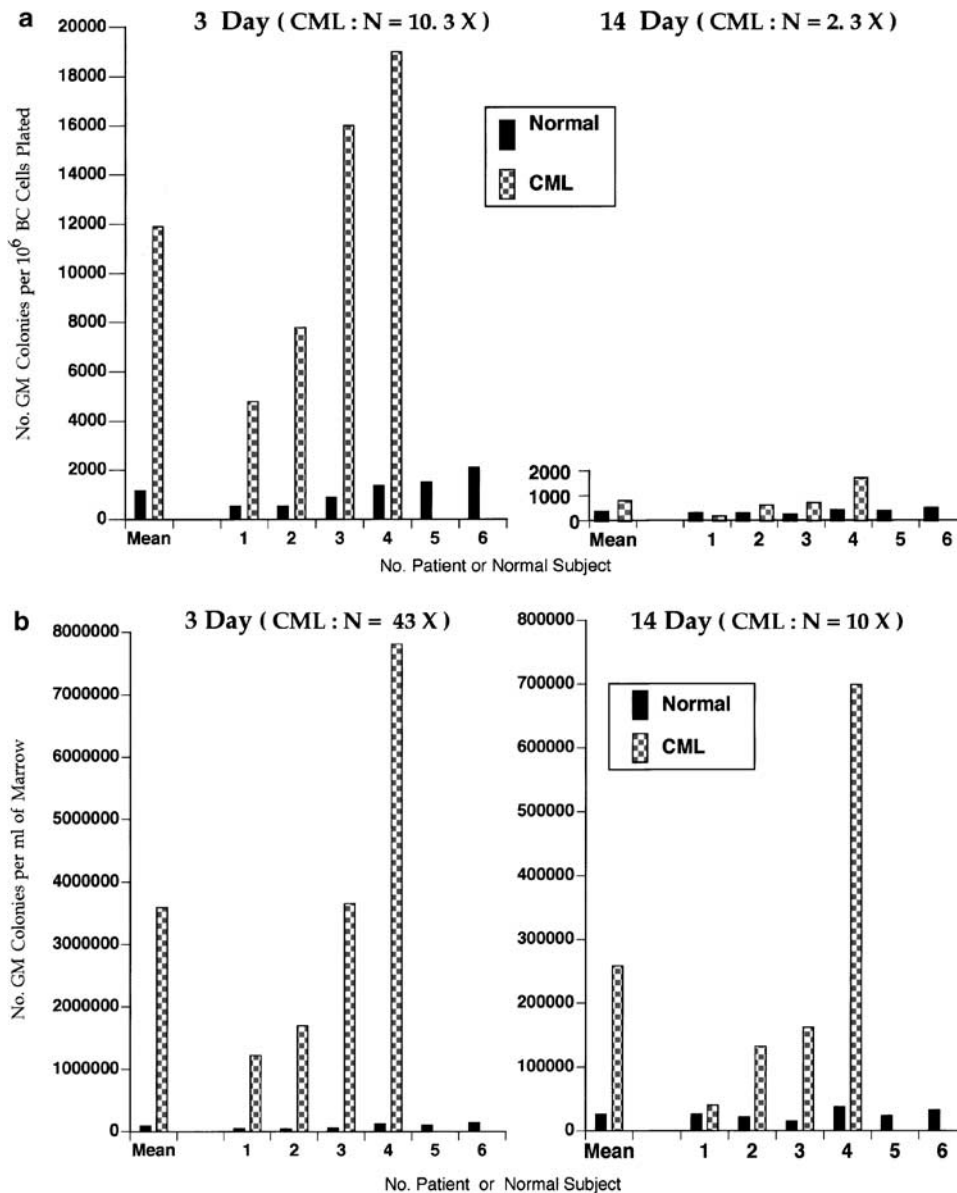 a
3 Day ( CML : N = 10. 3 X )
14 Day ( CML : N = 2. 3 X )
No. GM Colonies per 10⁶ BC Cells Plated
20000
18000
16000
14000
12000
10000
8000
6000
4000
2000
0
Normal
CML
2000
1000
0
Mean 1 2 3 4 5 6
Mean 1 2 3 4 5 6
No. Patient or Normal Subject
b
3 Day ( CML : N = 43 X )
14 Day ( CML : N = 10 X )
No. GM Colonies per ml of Marrow
8000000
7000000
6000000
5000000
4000000
3000000
2000000
1000000
0
800000
700000
600000
500000
400000
300000
200000
100000
0
Normal
CML
Mean 1 2 3 4 5 6
Mean 1 2 3 4 5 6
No. Patient or Normal Subject